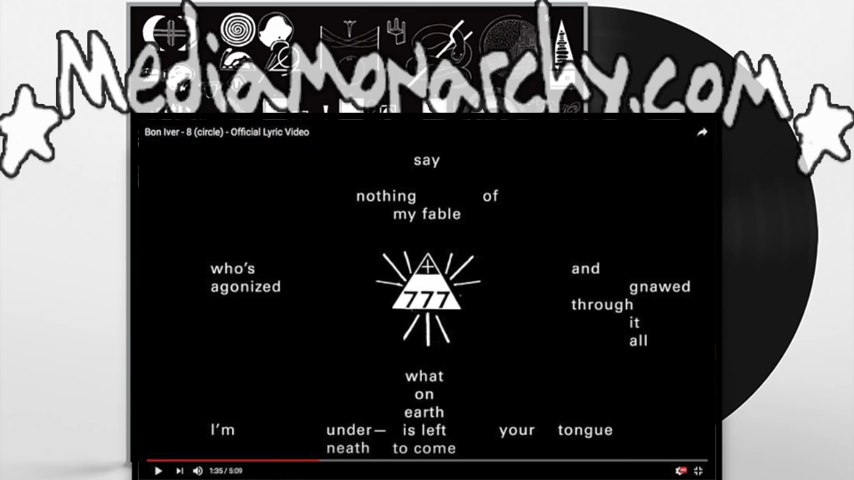 Mediamonarchy.com
Bon Iver - 8 (circle) - Official Lyric Video
say
nothing of
my fable
who's and
agonized gnawed
777 through
it
all
what
on
earth
I'm under— is left your tongue
neath to come
1:35 / 5:09